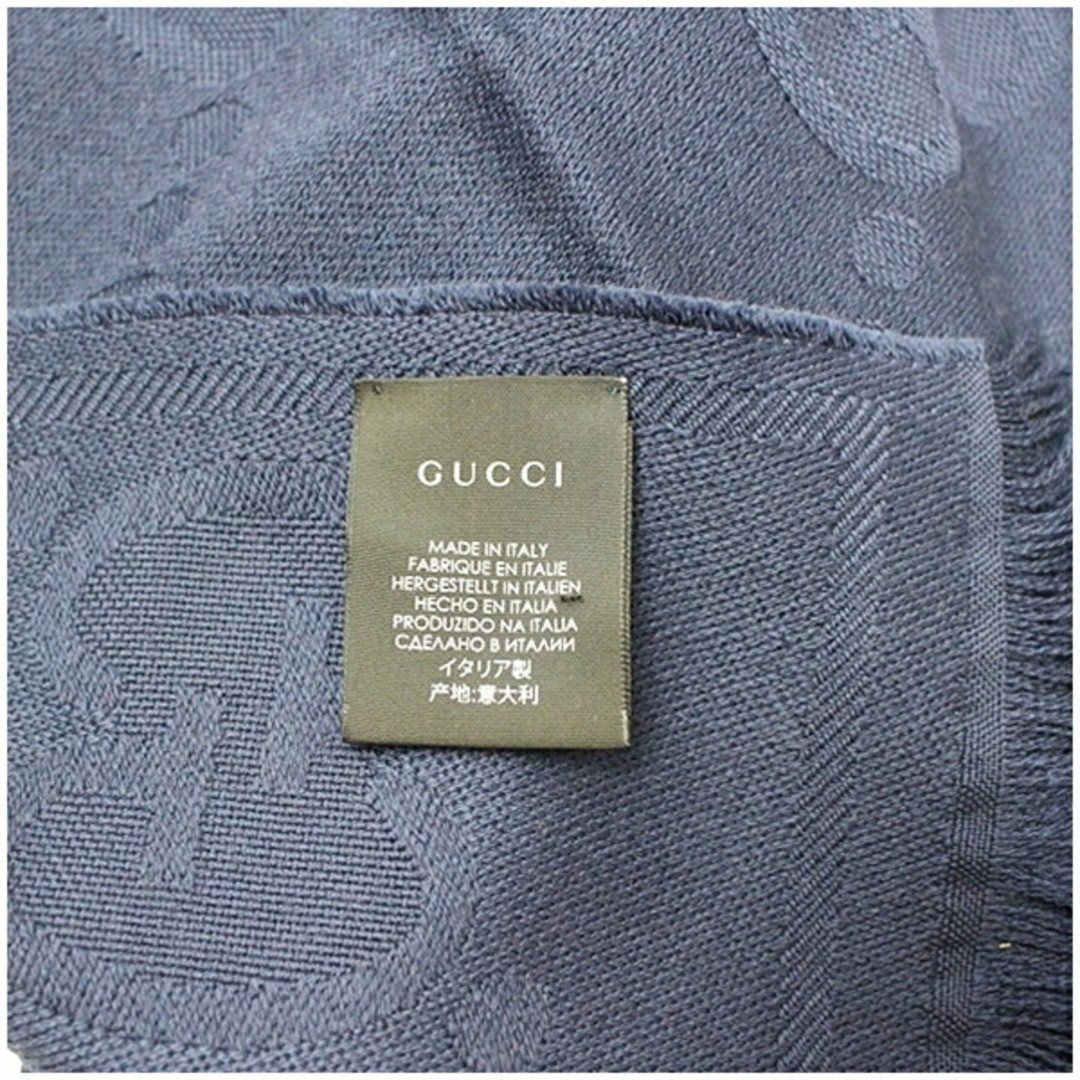 GUCCI
MADE IN ITALY
FABRIQUE EN ITALIE
HERGESTELLT IN ITALIEN
HECHO EN ITALIA
PRODUZIDO NA ITALIA
СДЕЛАНО В ИТАЛИИ
イタリア製
产地:意大利